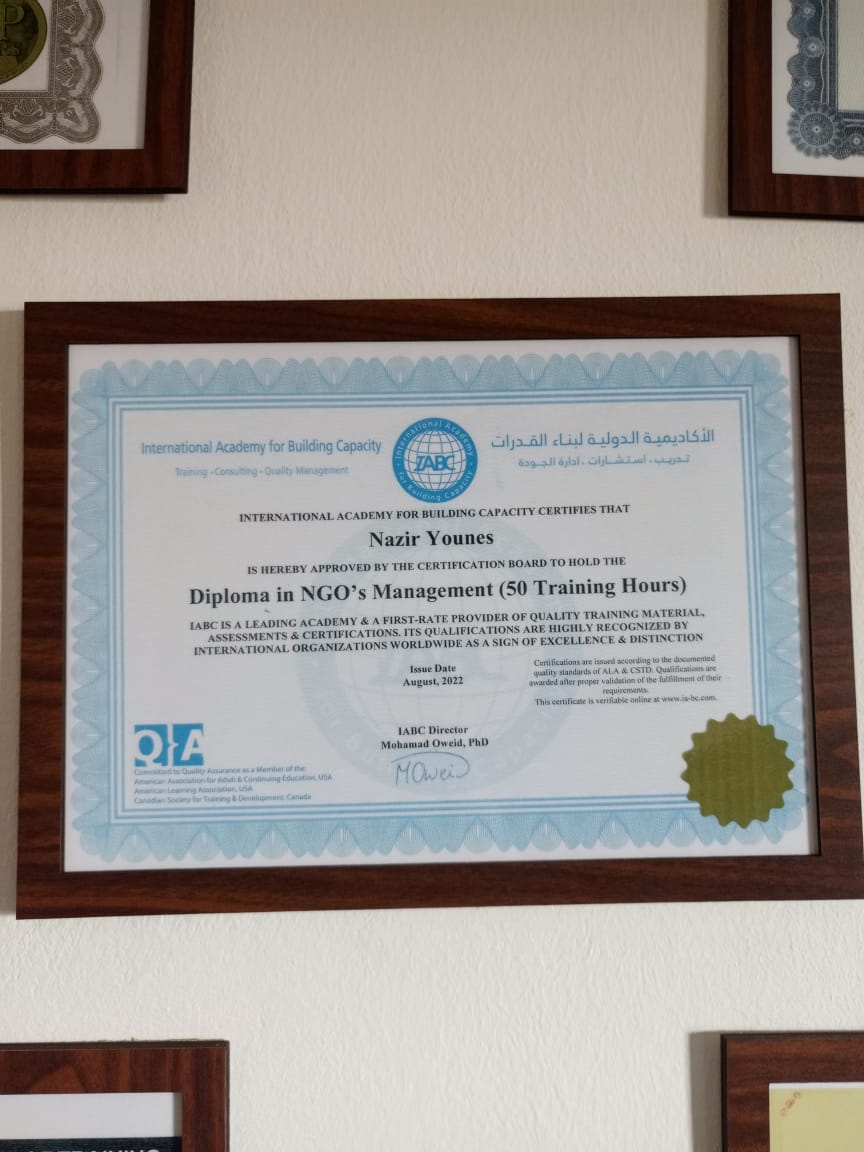 P
International Academy for Building Capacity
Training - Consulting - Quality Management
International Academy
IABC
for Building Capacity
الأكاديمية الدولية لبناء القدرات
تدريب . استشارات . ادارة الجودة
INTERNATIONAL ACADEMY FOR BUILDING CAPACITY CERTIFIES THAT
Nazir Younes
IS HEREBY APPROVED BY THE CERTIFICATION BOARD TO HOLD THE
Diploma in NGO's Management (50 Training Hours)
IABC IS A LEADING ACADEMY & A FIRST-RATE PROVIDER OF QUALITY TRAINING MATERIAL,
ASSESSMENTS & CERTIFICATIONS. ITS QUALIFICATIONS ARE HIGHLY RECOGNIZED BY
INTERNATIONAL ORGANIZATIONS WORLDWIDE AS A SIGN OF EXCELLENCE & DISTINCTION
Issue Date
August, 2022
Certifications are issued according to the documented
quality standards of ALA & CSTD. Qualifications are
awarded after proper validation of the fulfillment of their
requirements.
This certificate is verifiable online at www.ia-bc.com.
IABC Director
Mohamad Oweid, PhD
MOweiD
QA
Committed to Quality Assurance as a Member of the:
American Association for Adult & Continuing Education, USA
American Learning Association, USA
Canadian Society for Training & Development, Canada
TRAINING